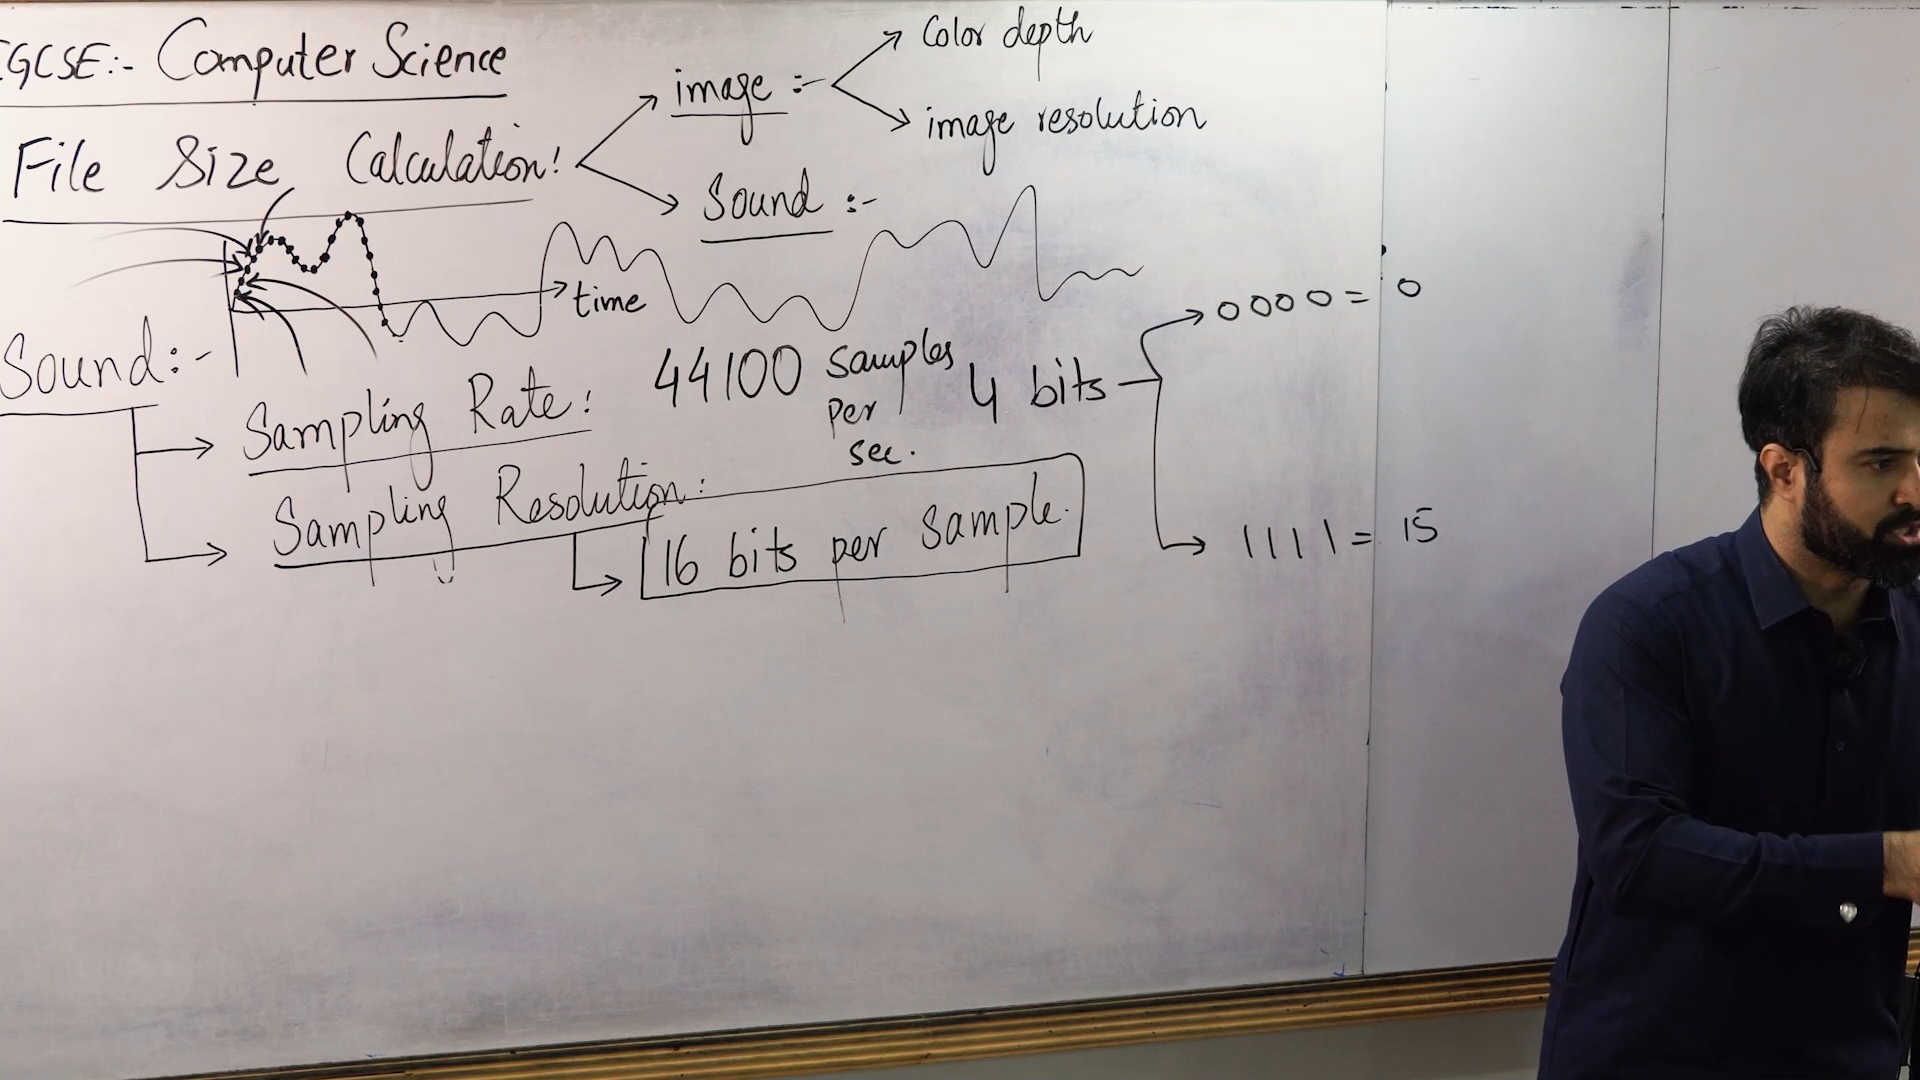 IGCSE:- Computer Science
File Size Calculation!
image :-
Color depth
image resolution
Sound :-
time
Sound:-
Sampling Rate:
44100 samples per sec.
Sampling Resolution:
16 bits per sample.
4 bits
0000 = 0
1111 = 15